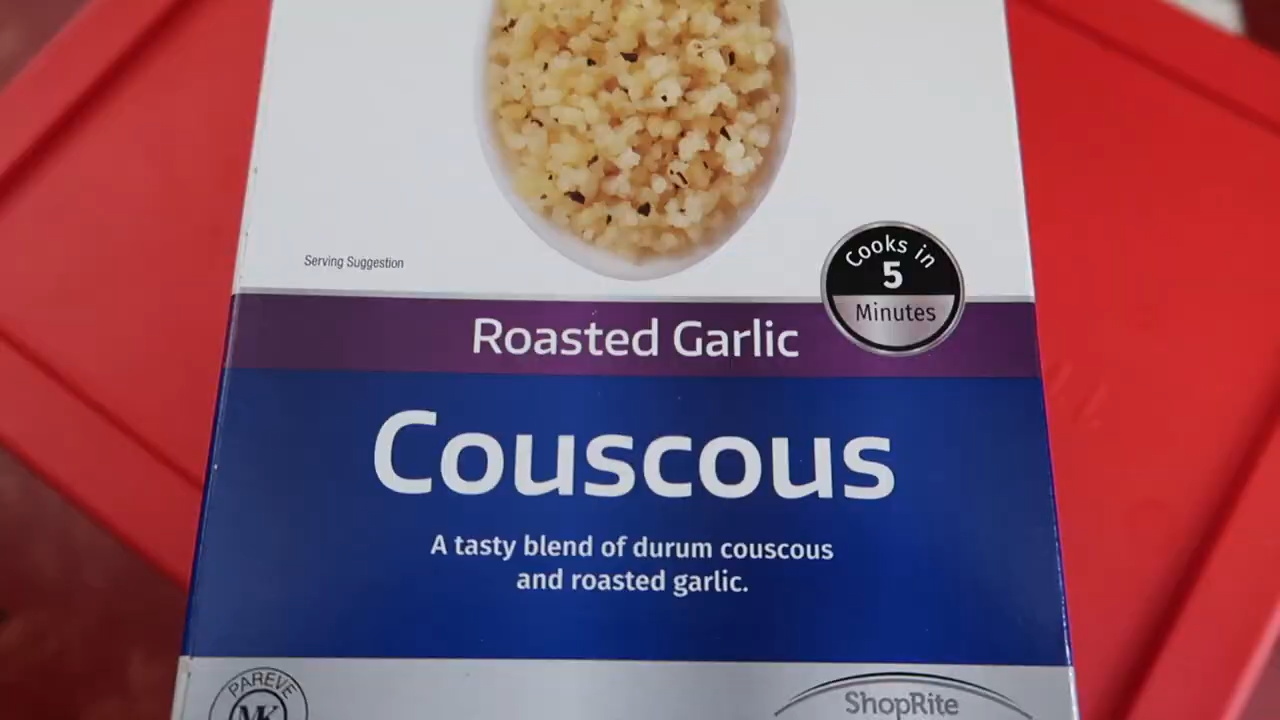 Serving Suggestion
Cooks in
5
Minutes
Roasted Garlic
Couscous
A tasty blend of durum couscous
and roasted garlic.
PAREVE
MK
ShopRite